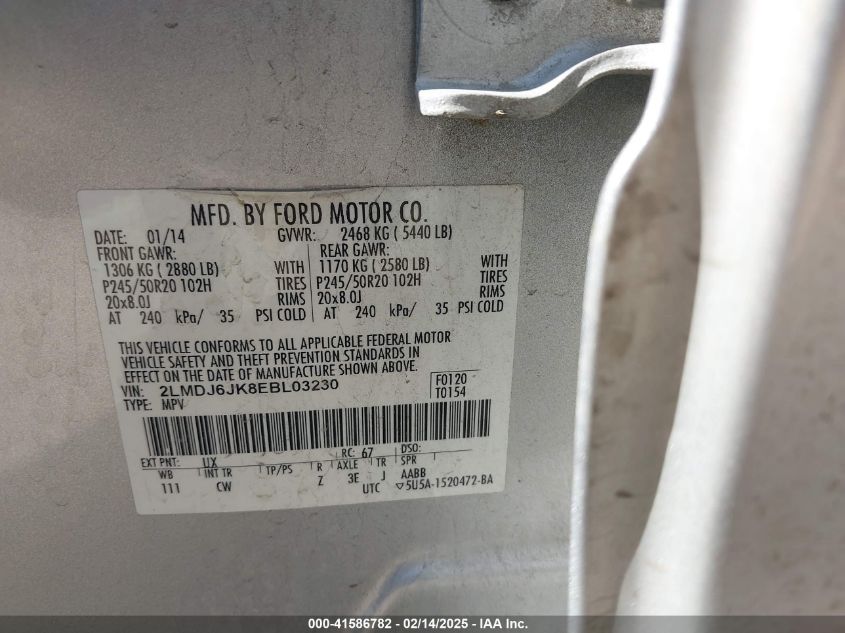 MFD. BY FORD MOTOR CO.
DATE: 01/14 GVWR: 2468 KG ( 5440 LB)
FRONT GAWR: REAR GAWR:
1306 KG ( 2880 LB) WITH 1170 KG ( 2580 LB) WITH
P245/50R20 102H TIRES P245/50R20 102H TIRES
20x8.0J RIMS 20x8.0J RIMS
AT 240 kPa/ 35 PSI COLD AT 240 kPa/ 35 PSI COLD
THIS VEHICLE CONFORMS TO ALL APPLICABLE FEDERAL MOTOR
VEHICLE SAFETY AND THEFT PREVENTION STANDARDS IN
EFFECT ON THE DATE OF MANUFACTURE SHOWN ABOVE.
VIN: 2LMDJ6JK8EBL03230 F0120
TYPE: MPV T0154
EXT PNT: UX RC: 67 DSO:
WB INT TR TP/PS R AXLE TR SPR
111 CW Z 3E J AABB
UTC ▽5U5A-1520472-BA
000-41586782 - 02/14/2025 - IAA Inc.